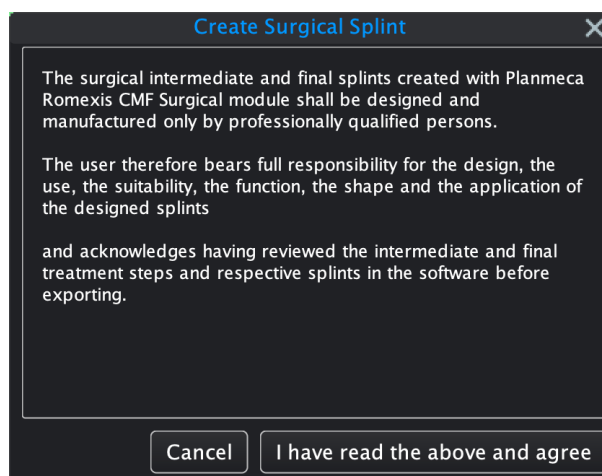 Create Surgical Splint
The surgical intermediate and final splints created with Planmeca
Romexis CMF Surgical module shall be designed and
manufactured only by professionally qualified persons.
The user therefore bears full responsibility for the design, the
use, the suitability, the function, the shape and the application of
the designed splints
and acknowledges having reviewed the intermediate and final
treatment steps and respective splints in the software before
exporting.
Cancel
I have read the above and agree